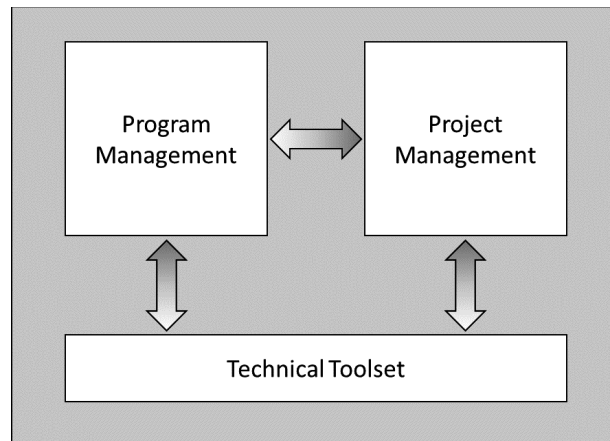 Program
Management
Project
Management
Technical Toolset